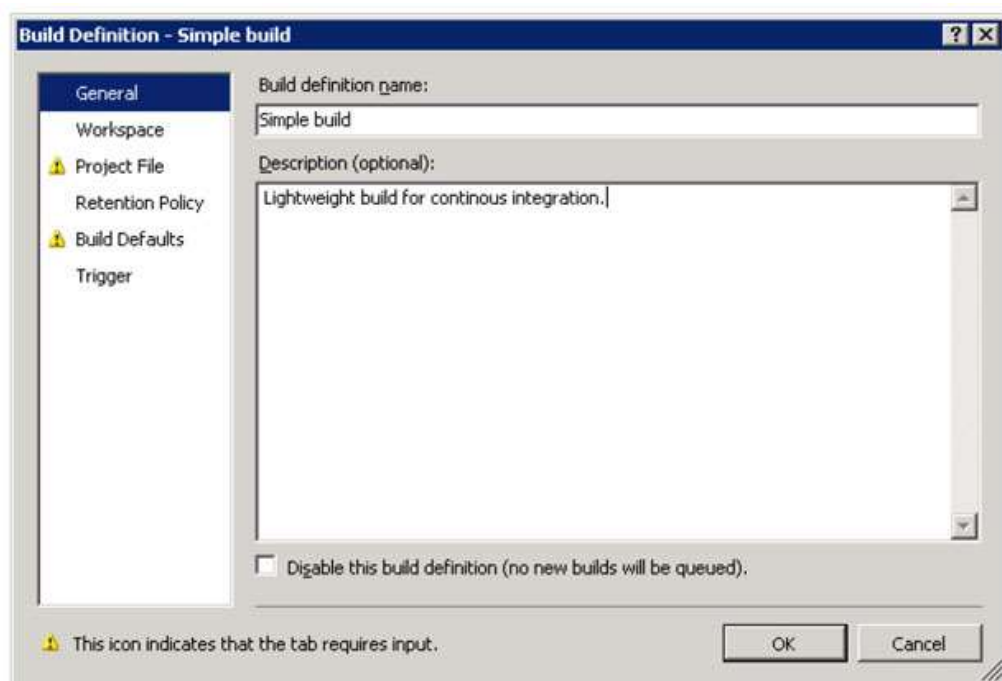 Build Definition - Simple build
General
Workspace
Project File
Retention Policy
Build Defaults
Trigger
Build definition name:
Simple build
Description (optional):
Lightweight build for continous integration.
Disable this build definition (no new builds will be queued).
This icon indicates that the tab requires input.
OK
Cancel